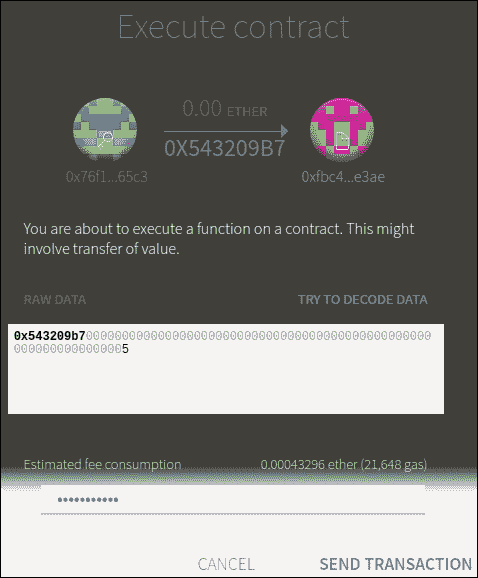 Execute contract
0.00 ETHER
0X543209B7
0x76f1...65c3
0xfbc4...e3ae
You are about to execute a function on a contract. This might
involve transfer of value.
RAW DATA TRY TO DECODE DATA
0x543209b7000000000000000000000000000000000000000000000000
0000000000000005
Estimated fee consumption 0.00043296 ether (21,648 gas)
•••••••••••
CANCEL SEND TRANSACTION